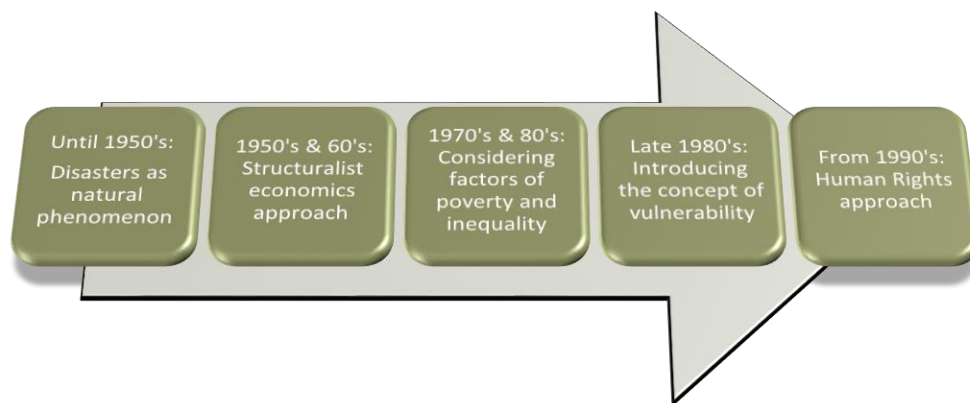 Until 1950's:
Disasters as
natural
phenomenon
1950's & 60's:
Structuralist
economics
approach
1970's & 80's:
Considering
factors of
poverty and
inequality
Late 1980's:
Introducing
the concept of
vulnerability
From 1990's:
Human Rights
approach